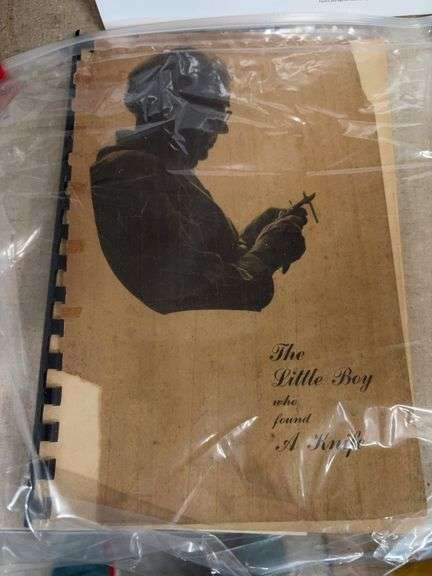 The
Little Boy
who
found
A Knife